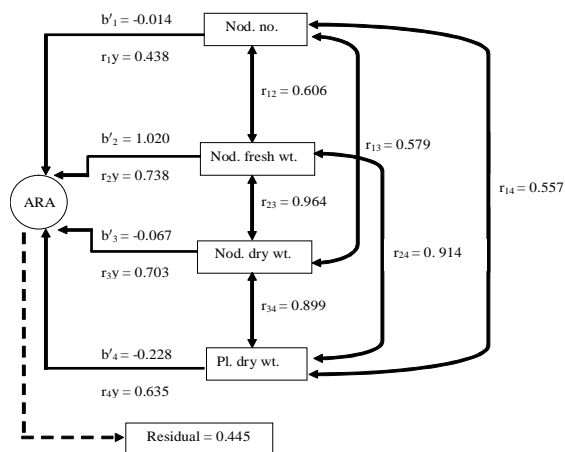 b'₁ = -0.014
Nod. no.
r₁y = 0.438
r₁₂ = 0.606
b'₂ = 1.020
r₁₃ = 0.579
Nod. fresh wt.
r₂y = 0.738
r₁₄ = 0.557
ARA
r₂₃ = 0.964
b'₃ = -0.067
Nod. dry wt.
r₂₄ = 0. 914
r₃y = 0.703
r₃₄ = 0.899
b'₄ = -0.228
Pl. dry wt.
r₄y = 0.635
Residual = 0.445